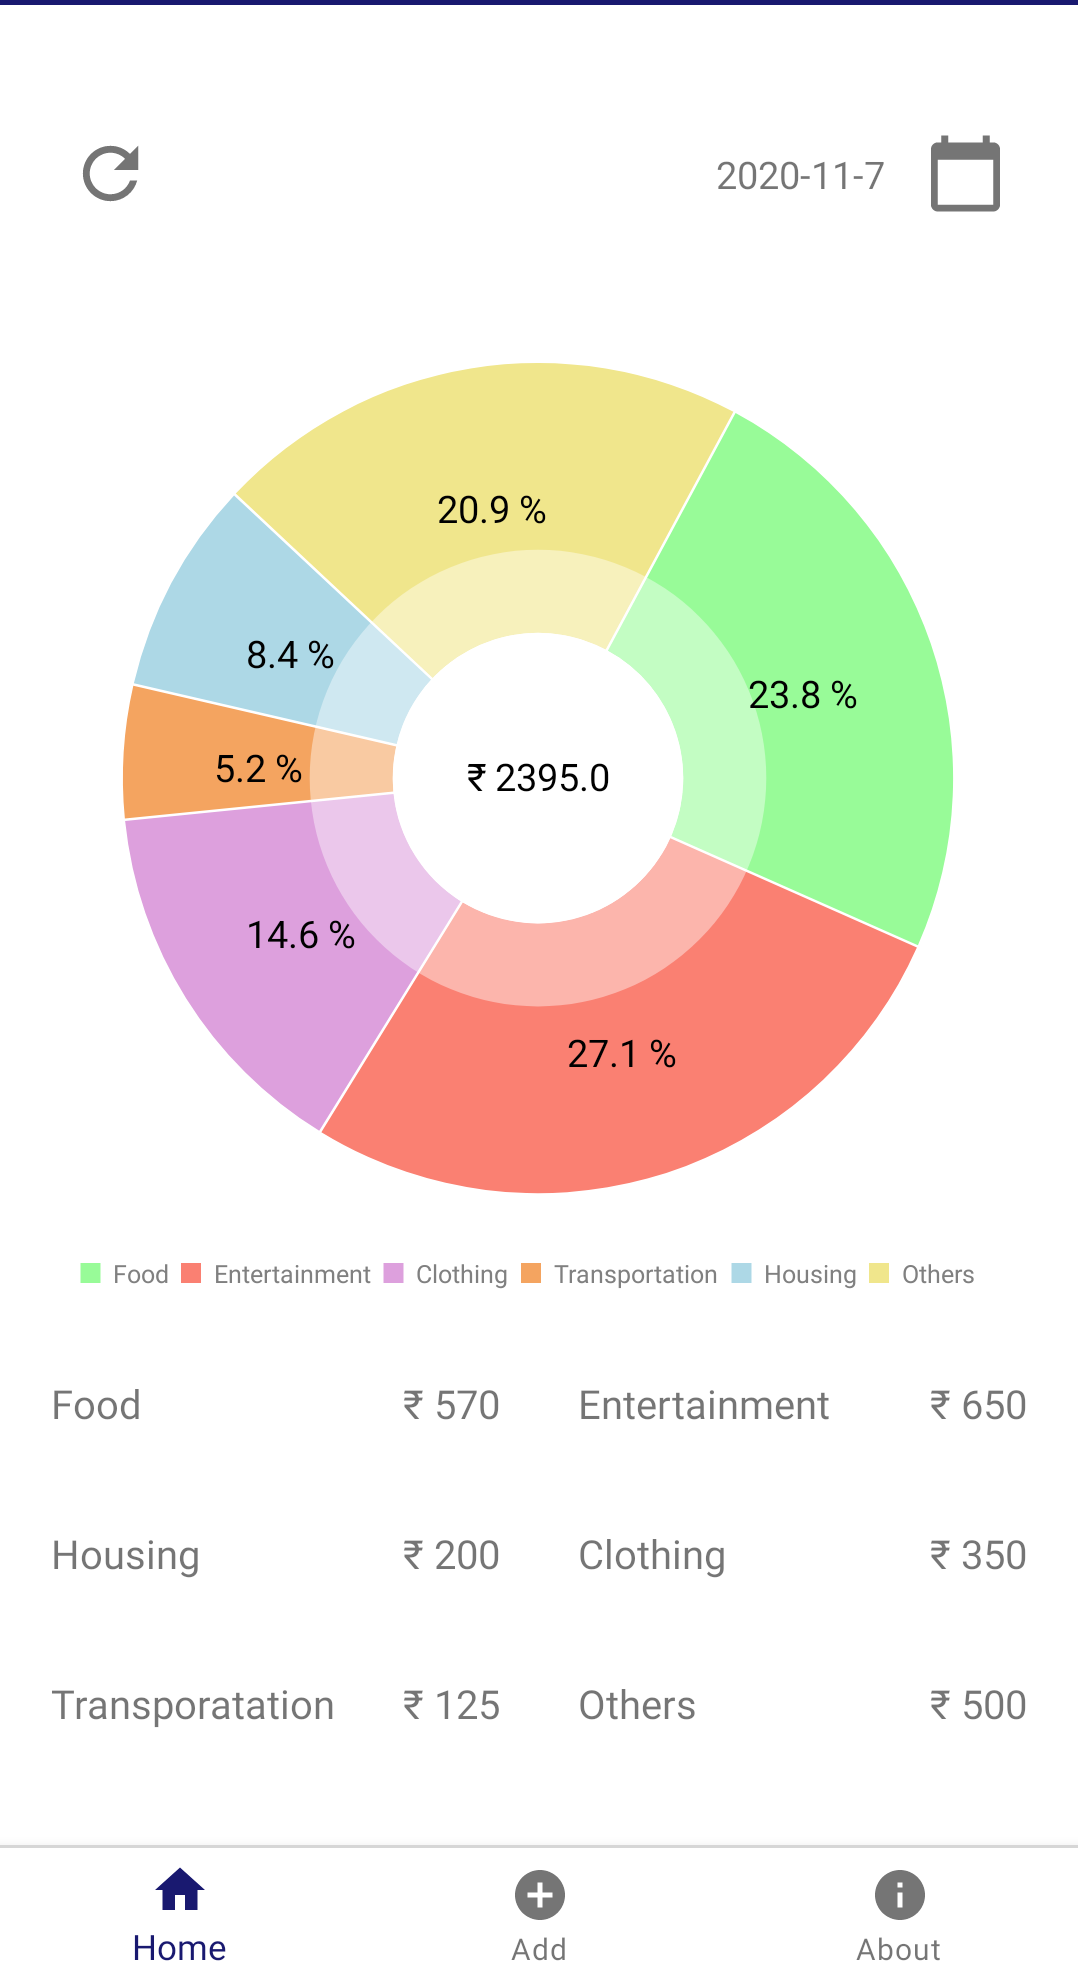 2020-11-7
20.9 %
8.4 %
23.8 %
5.2 %
₹ 2395.0
14.6 %
27.1 %
Food Entertainment Clothing Transportation Housing Others
Food ₹ 570 Entertainment ₹ 650
Housing ₹ 200 Clothing ₹ 350
Transporatation ₹ 125 Others ₹ 500
Home Add About